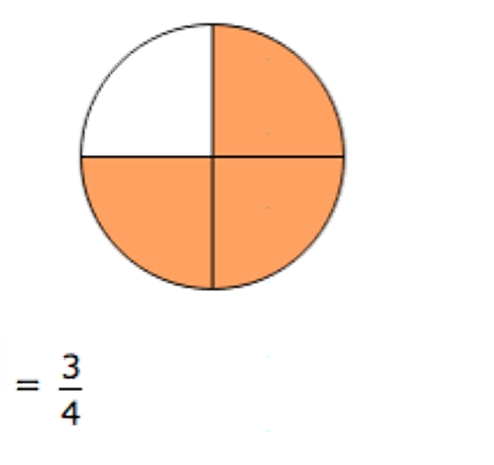 = 3/4